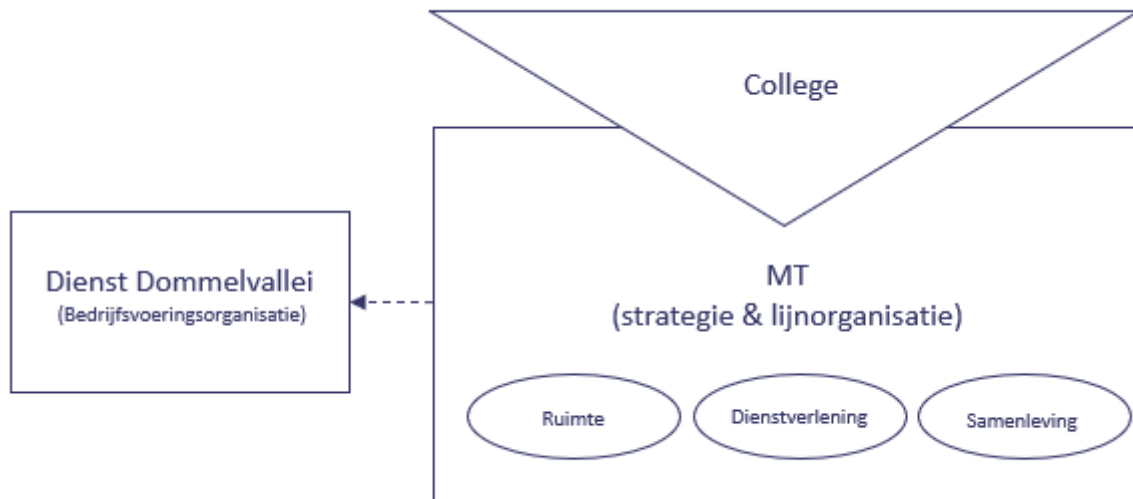 College
Dienst Dommelvallei
(Bedrijfsvoeringsorganisatie)
MT
(strategie & lijnorganisatie)
Ruimte
Dienstverlening
Samenleving